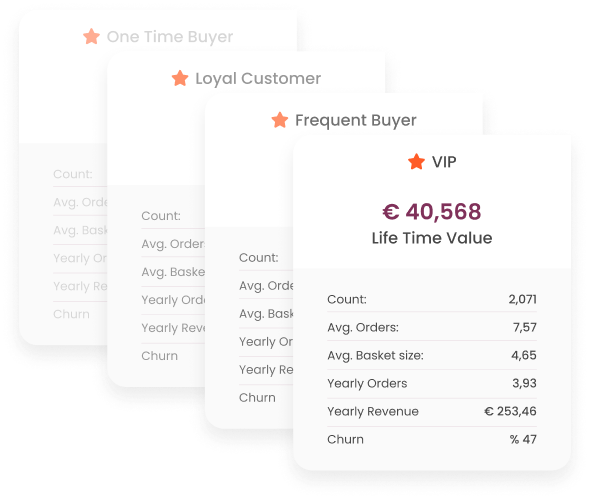 One Time Buyer
Count:
Avg. Orde
Avg. Bask
Yearly Or
Yearly Re
Churn
Loyal Customer
Count:
Avg. Orders
Avg. Baske
Yearly Orde
Yearly Reve
Churn
Frequent Buyer
Count:
Avg. Orde
Avg. Bask
Yearly Or
Yearly Re
Churn
VIP
€ 40,568
Life Time Value
Count: 2,071
Avg. Orders: 7,57
Avg. Basket size: 4,65
Yearly Orders 3,93
Yearly Revenue € 253,46
Churn % 47